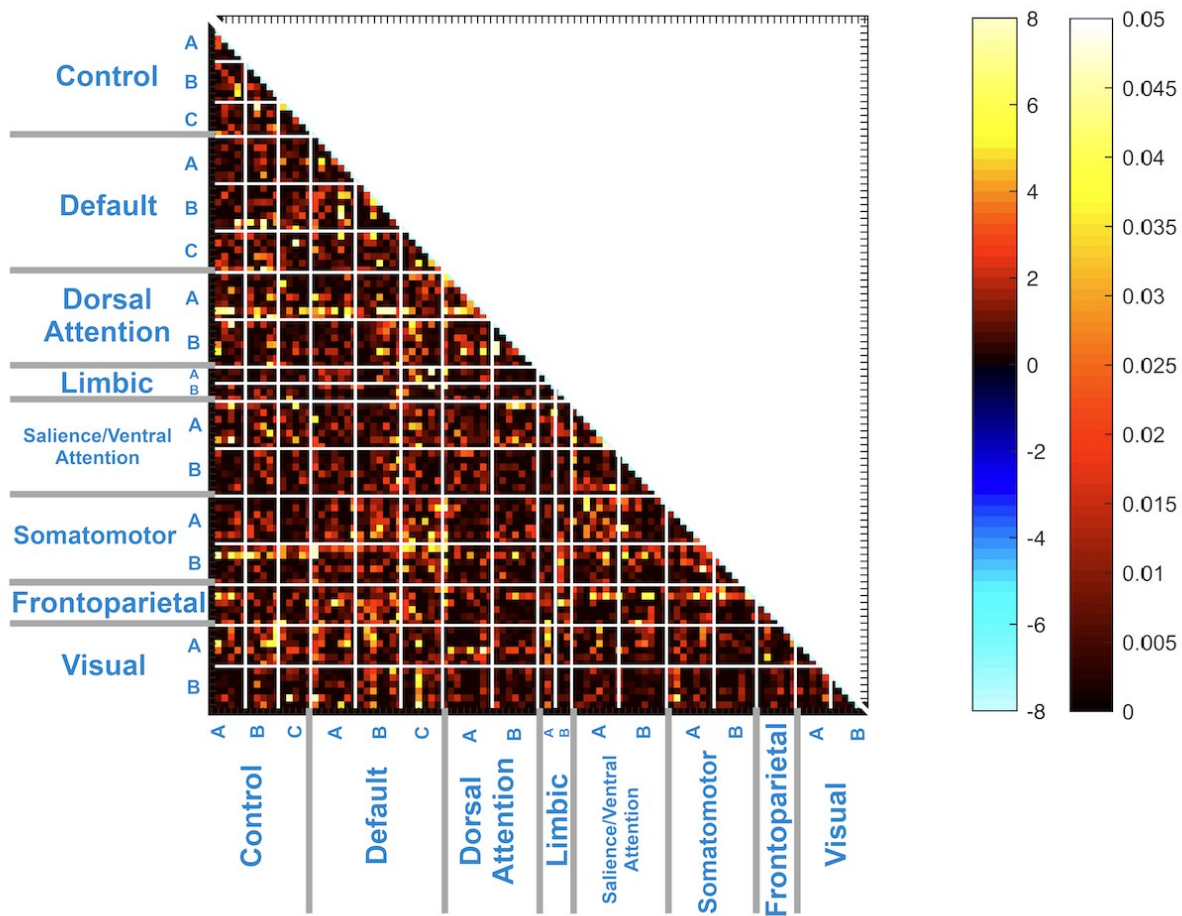 Control
A
B
C
Default
A
B
C
Dorsal
Attention
A
B
Limbic
A
B
Salience/Ventral
Attention
A
B
Somatomotor
A
B
Frontoparietal
Visual
A
B
A B C A B C A B A B A B A B A B
Control
Default
Dorsal
Attention
Limbic
Salience/Ventral
Attention
Somatomotor
Frontoparietal
Visual
8
6
4
2
0
-2
-4
-6
-8
0.05
0.045
0.04
0.035
0.03
0.025
0.02
0.015
0.01
0.005
0